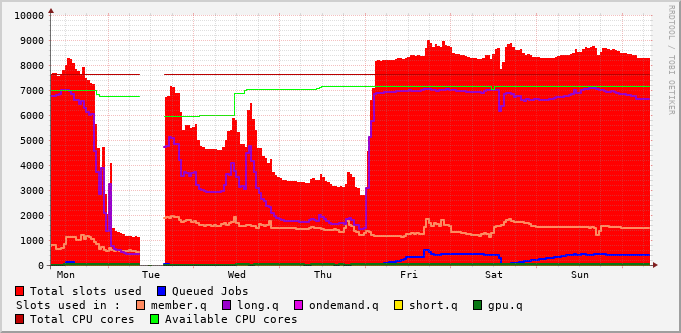 10000
9000
8000
7000
6000
5000
4000
3000
2000
1000
0
Mon Tue Wed Thu Fri Sat Sun
RRDTOOL / TOBI OETIKER
Total slots used Queued Jobs
Slots used in : member.q long.q ondemand.q short.q gpu.q
Total CPU cores Available CPU cores